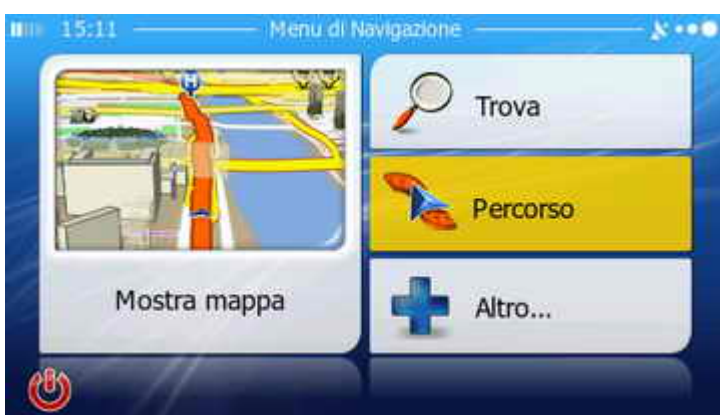 15:11
Menu di Navigazione
H
Trova
Percorso
Mostra mappa
Altro...